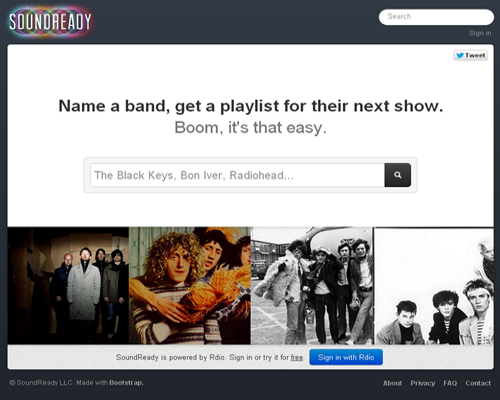 SOUNDREADY
Search
Sign in
Tweet
Name a band, get a playlist for their next show.
Boom, it's that easy.
The Black Keys, Bon Iver, Radiohead...
SoundReady is powered by Rdio. Sign in or try it for free. Sign in with Rdio
© SoundReady LLC. Made with Bootstrap. About Privacy FAQ Contact